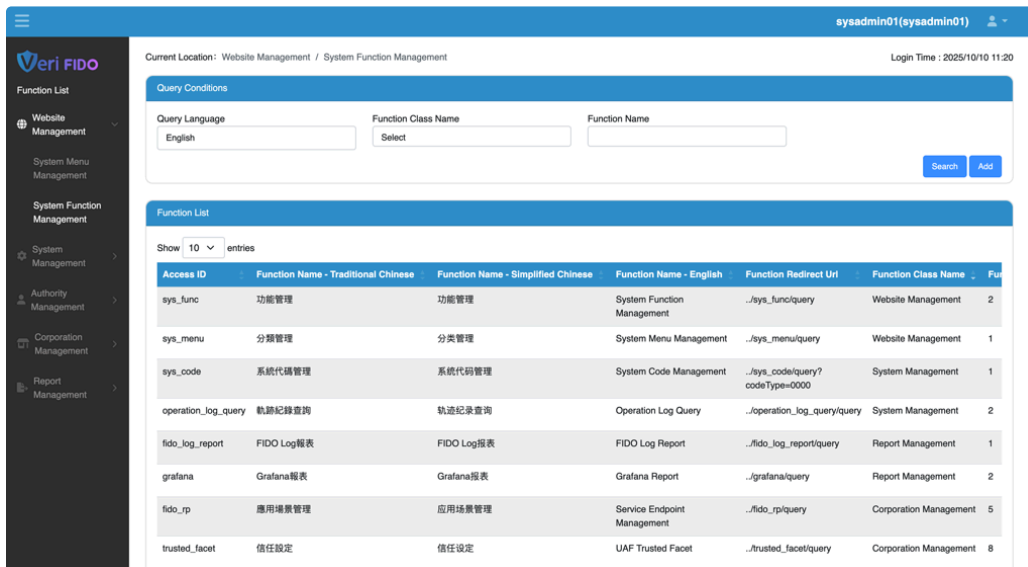 sysadmin01(sysadmin01)
Veri FIDO
Function List
Website Management
System Menu Management
System Function Management
System Management
Authority Management
Corporation Management
Report Management
Current Location: Website Management / System Function Management
Login Time : 2025/10/10 11:20
Query Conditions
Query Language
Function Class Name
Function Name
English
Select
Search
Add
Function List
Show 10 entries
Access ID Function Name - Traditional Chinese Function Name - Simplified Chinese Function Name - English Function Redirect Url Function Class Name
sys_func 功能管理 功能管理 System Function Management ../sys_func/query Website Management 2
sys_menu 分類管理 分类管理 System Menu Management ../sys_menu/query Website Management 1
sys_code 系統代碼管理 系统代码管理 System Code Management ../sys_code/query?codeType=0000 System Management 1
operation_log_query 軌跡紀錄查詢 轨迹纪录查询 Operation Log Query ../operation_log_query/query System Management 2
fido_log_report FIDO Log報表 FIDO Log报表 FIDO Log Report ../fido_log_report/query Report Management 1
grafana Grafana報表 Grafana报表 Grafana Report ../grafana/query Report Management 2
fido_rp 應用場景管理 应用场景管理 Service Endpoint Management ../fido_rp/query Corporation Management 5
trusted_facet 信任設定 信任设定 UAF Trusted Facet ../trusted_facet/query Corporation Management 8